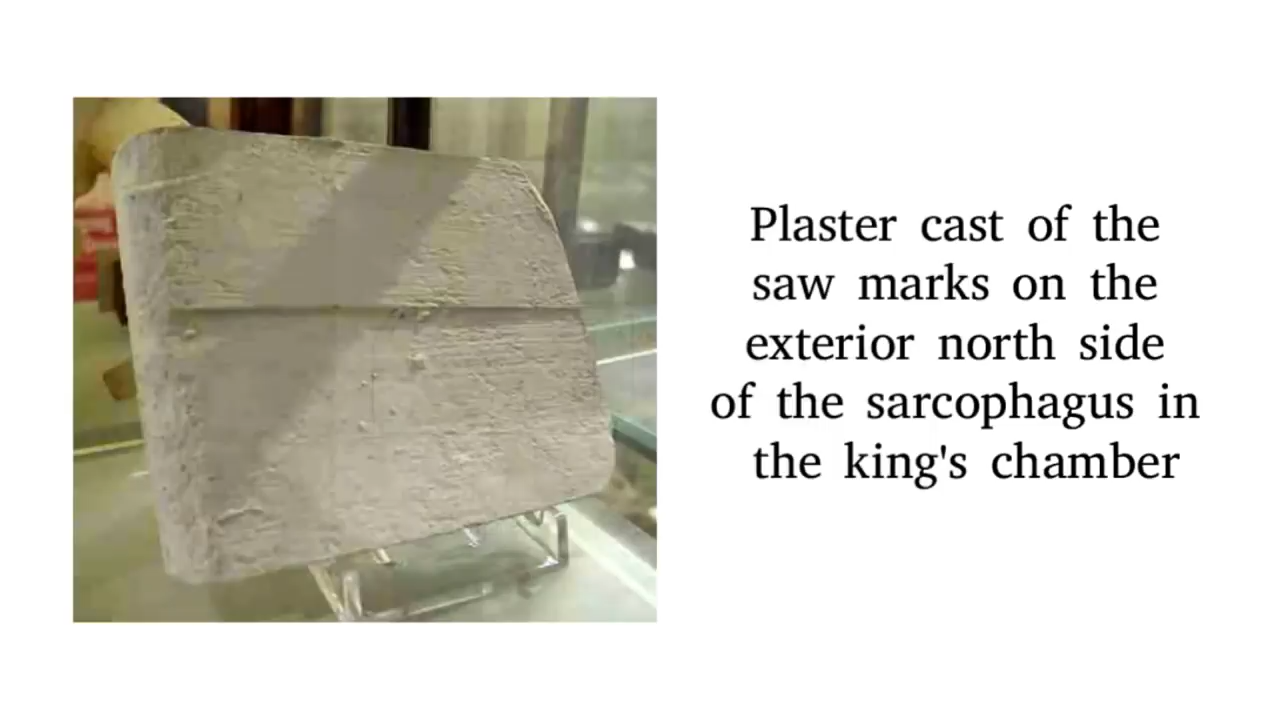 Plaster cast of the
saw marks on the
exterior north side
of the sarcophagus in
the king's chamber